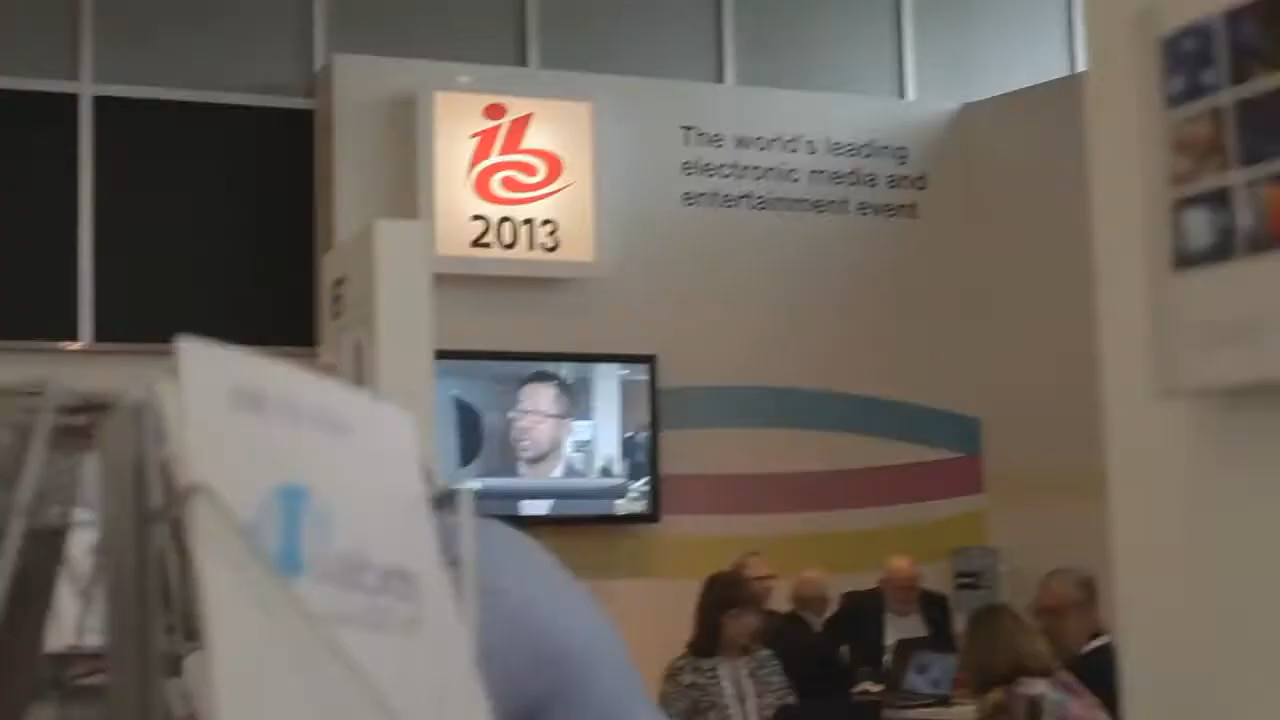 ibc
2013
The world's leading
electronic media and
entertainment event